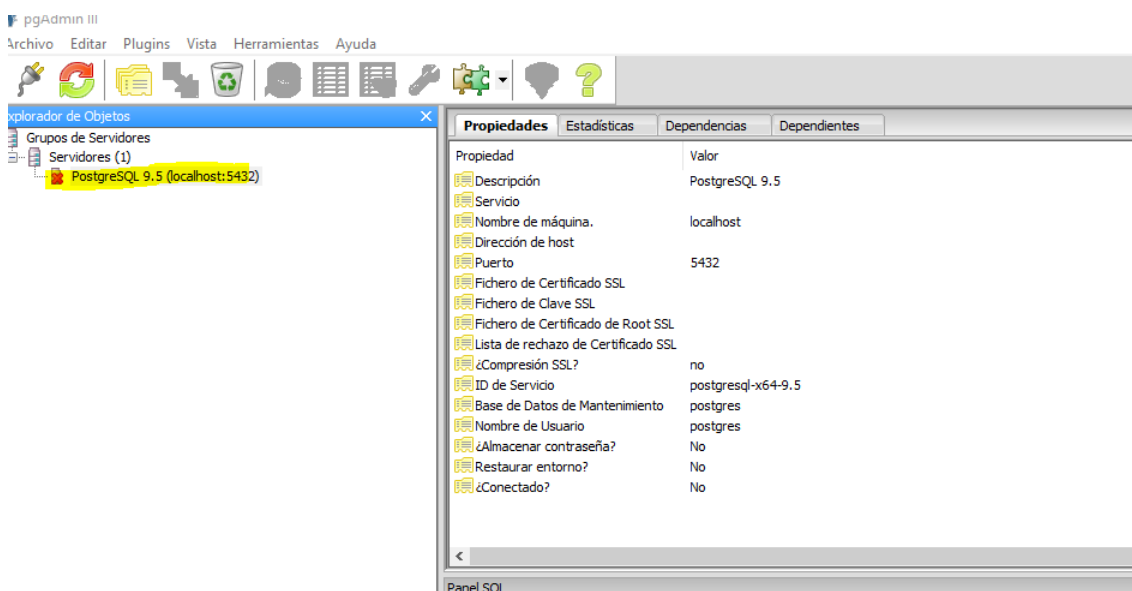 pgAdmin III
Archivo Editar Plugins Vista Herramientas Ayuda
xplorador de Objetos
Grupos de Servidores
Servidores (1)
PostgreSQL 9.5 (localhost:5432)
Propiedades Estadísticas Dependencias Dependientes
Propiedad Valor
Descripción PostgreSQL 9.5
Servicio
Nombre de máquina. localhost
Dirección de host
Puerto 5432
Fichero de Certificado SSL
Fichero de Clave SSL
Fichero de Certificado de Root SSL
Lista de rechazo de Certificado SSL
¿Compresión SSL? no
ID de Servicio postgresql-x64-9.5
Base de Datos de Mantenimiento postgres
Nombre de Usuario postgres
¿Almacenar contraseña? No
Restaurar entorno? No
¿Conectado? No
Panel SQL